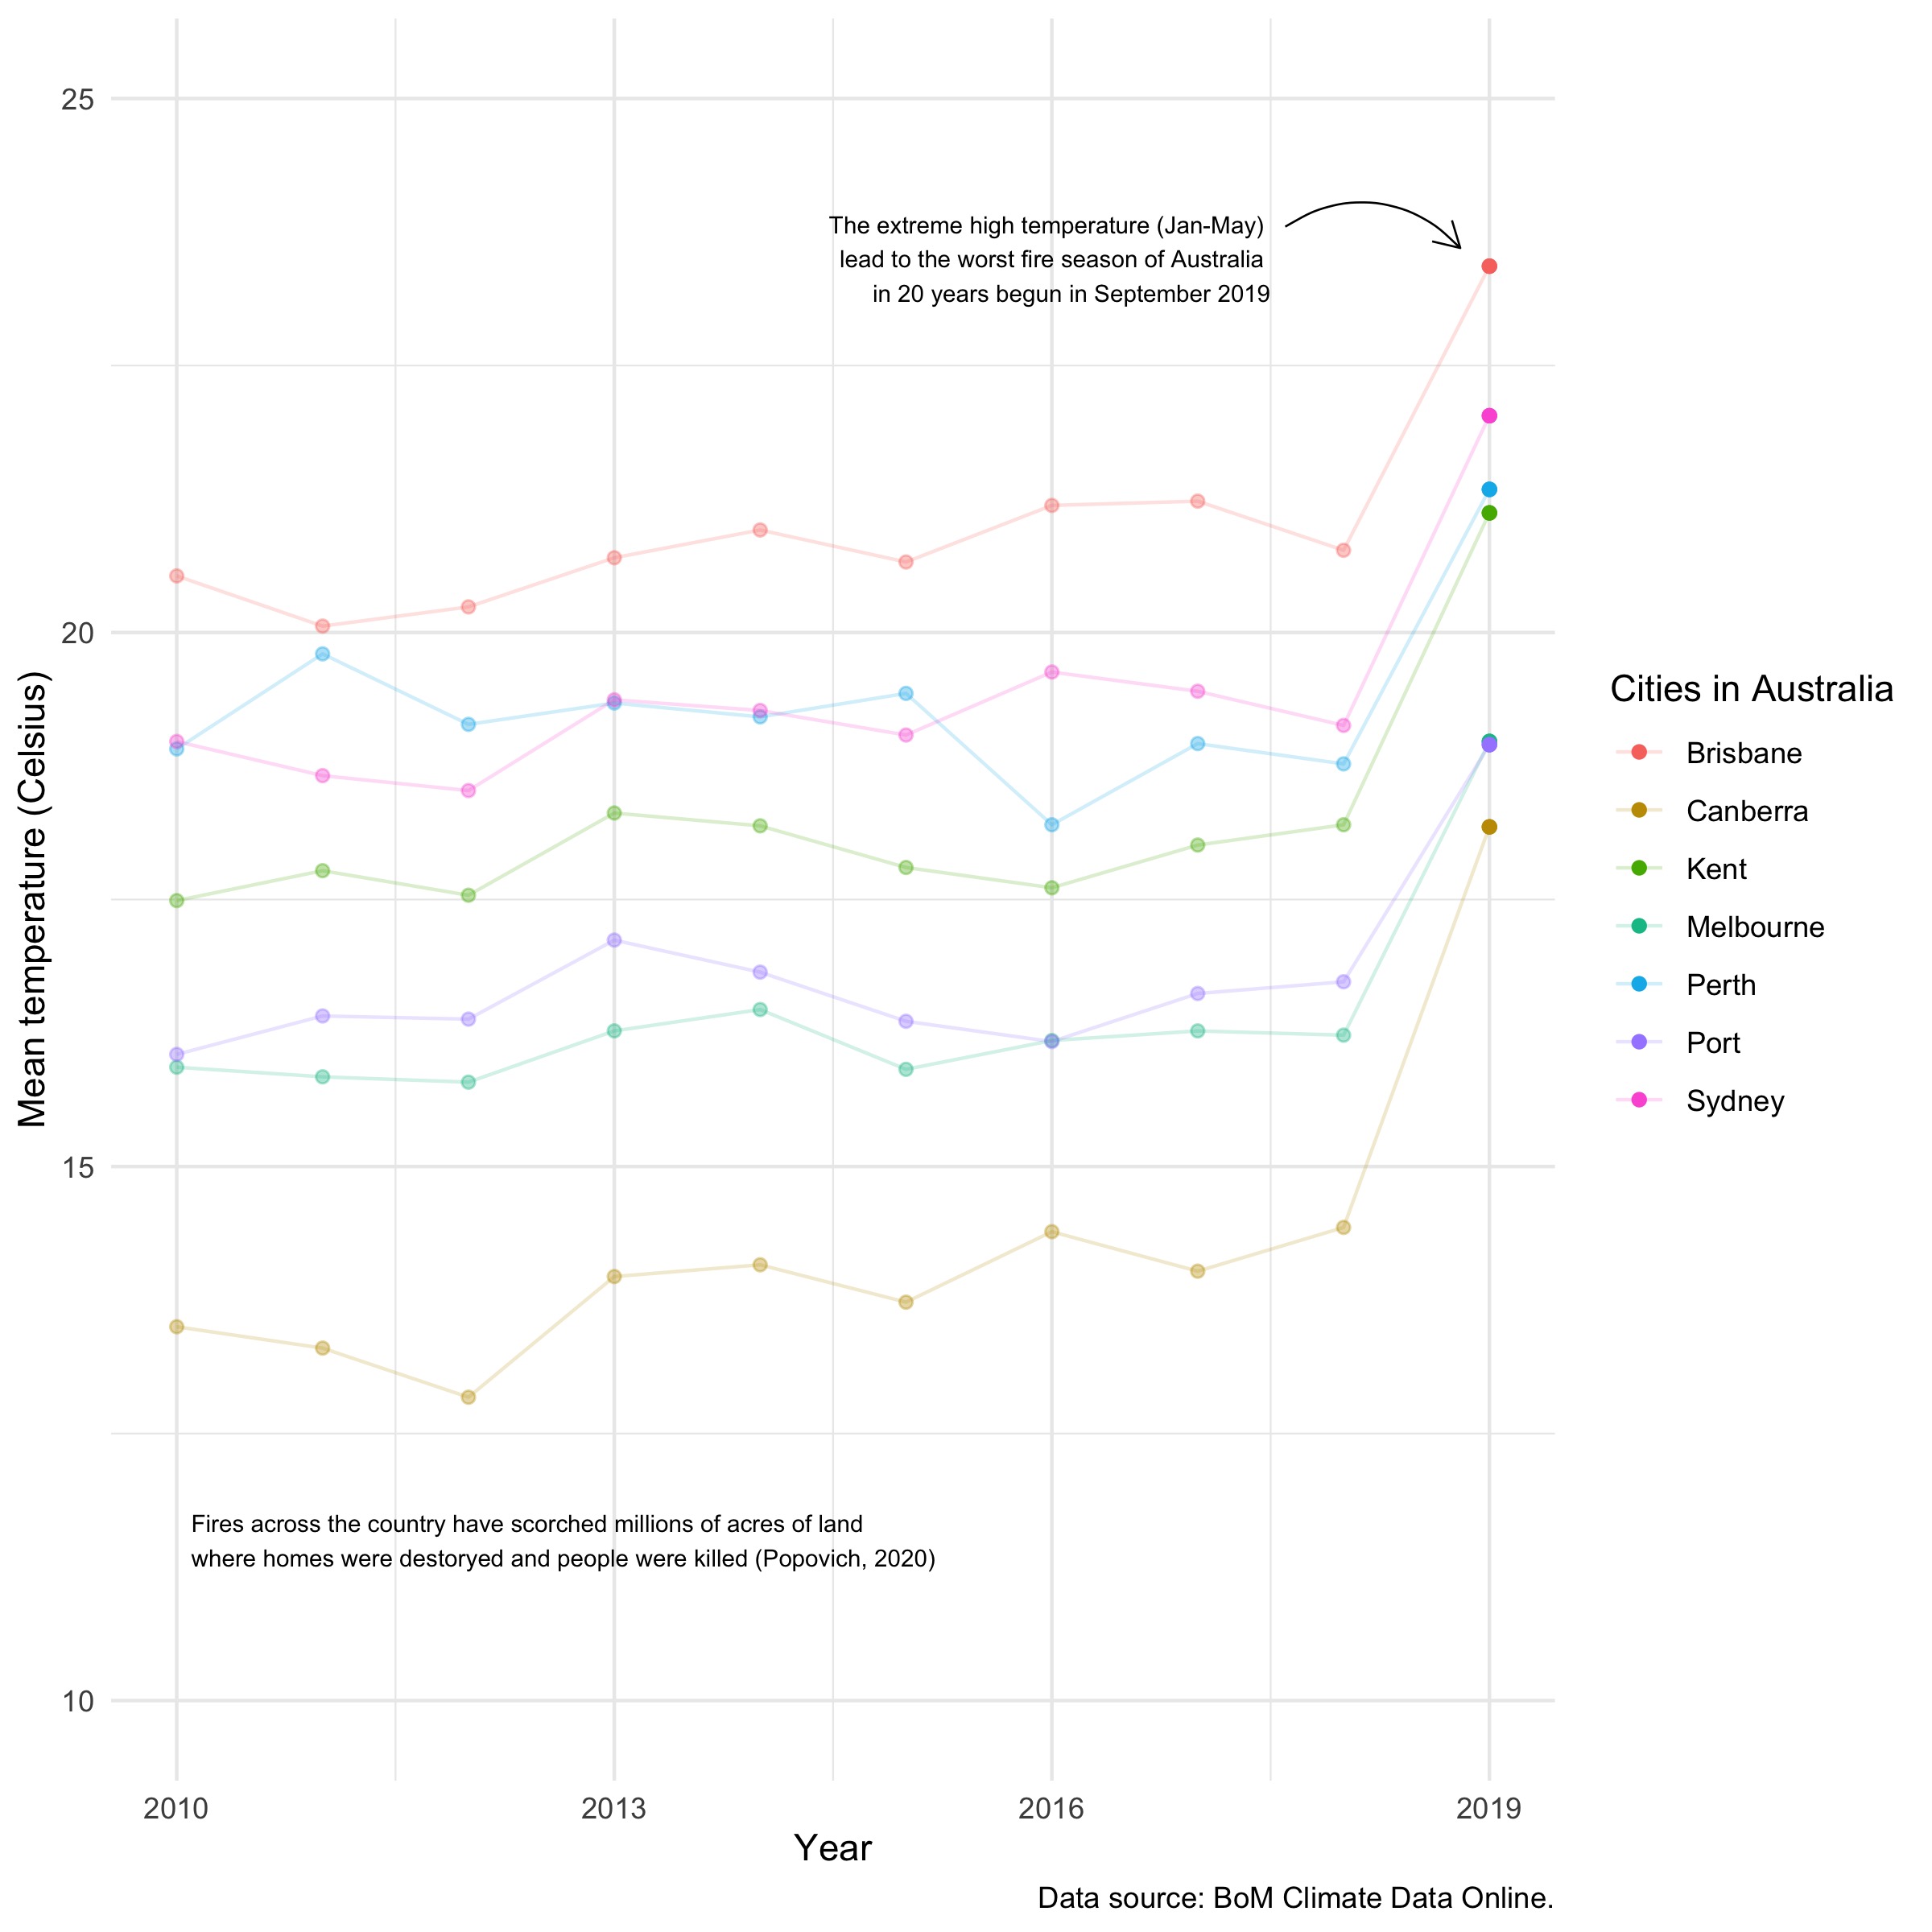 25
The extreme high temperature (Jan-May)
lead to the worst fire season of Australia
in 20 years begun in September 2019
20
15
10
Mean temperature (Celsius)
Fires across the country have scorched millions of acres of land
where homes were destoryed and people were killed (Popovich, 2020)
2010 2013 2016 2019
Year
Data source: BoM Climate Data Online.
Cities in Australia
Brisbane
Canberra
Kent
Melbourne
Perth
Port
Sydney